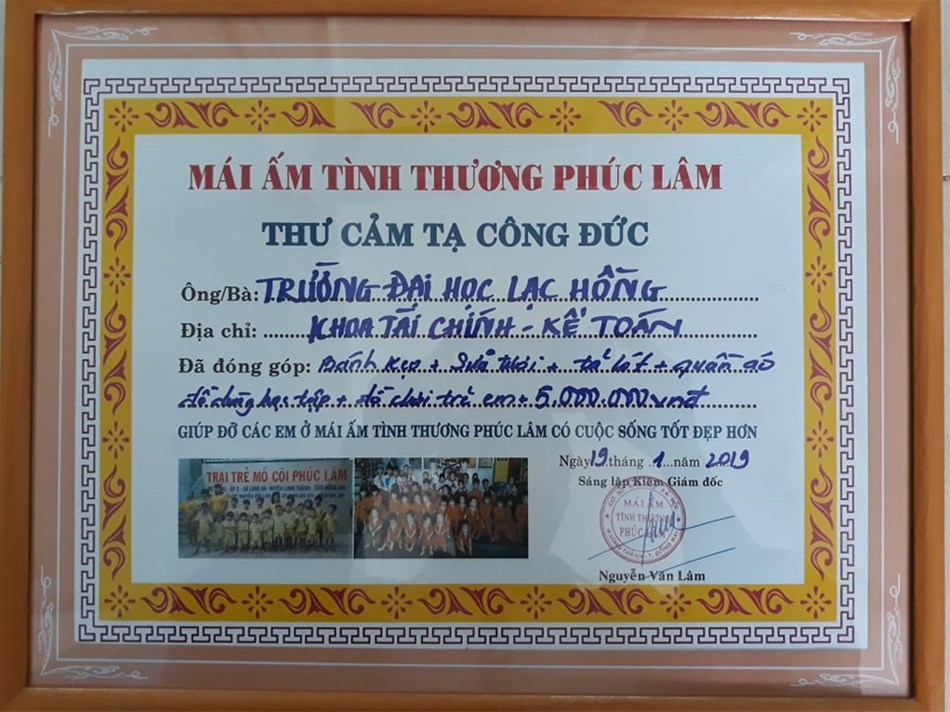 MÁI ẤM TÌNH THƯƠNG PHÚC LÂM
THƯ CẢM TẠ CÔNG ĐỨC
Ông/Bà: TRƯỜNG ĐẠI HỌC LẠC HỒNG
Địa chỉ: KHOA TÀI CHÍNH - KẾ TOÁN
Đã đóng góp: Bánh kẹo + Sữa tươi + tã lót + quần áo
đồ dùng học tập + đồ chơi trẻ em + 5.000.000 vnđ
GIÚP ĐỠ CÁC EM Ở MÁI ẤM TÌNH THƯƠNG PHÚC LÂM CÓ CUỘC SỐNG TỐT ĐẸP HƠN
Ngày 19 tháng 1 năm 2019
Sáng lập Kiêm Giám đốc
TRẠI TRẺ MỒ CÔI PHÚC LÂM
MÁI ẤM
TÌNH THƯƠNG
PHÚC LÂM
Nguyễn Văn Lâm